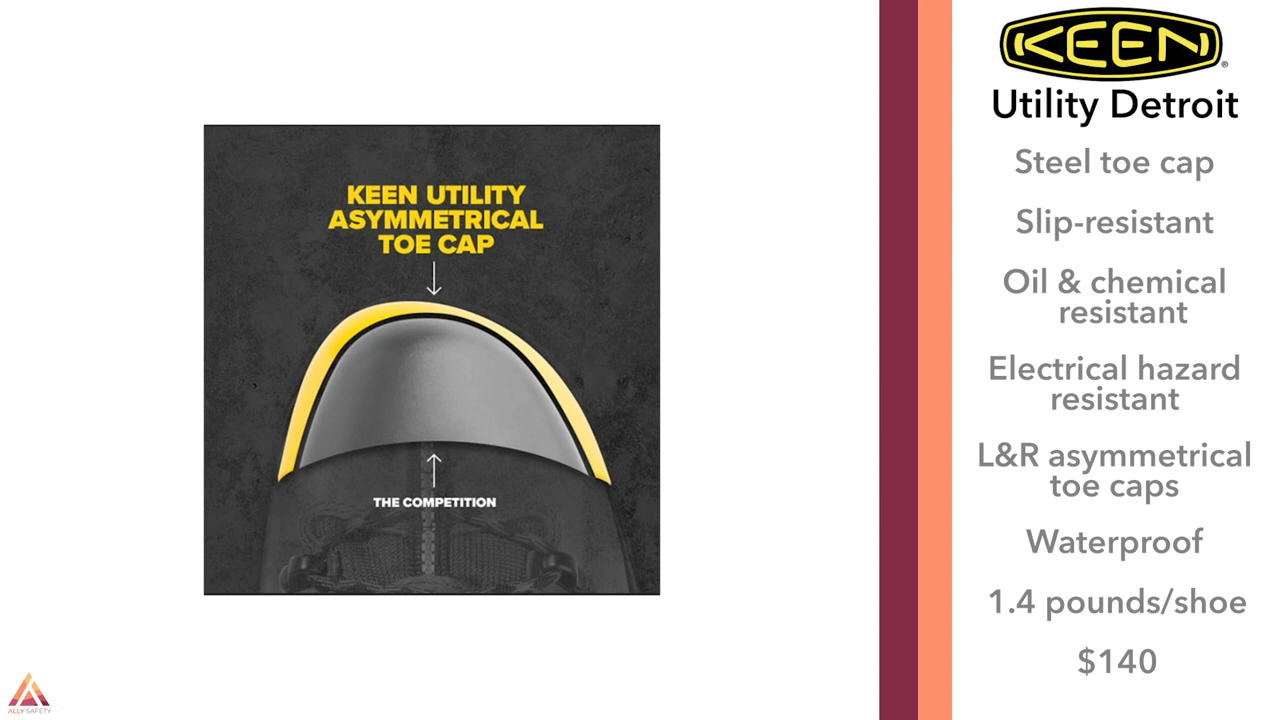 KEEN UTILITY
ASYMMETRICAL
TOE CAP
THE COMPETITION
ALLY SAFETY
KEEN®
Utility Detroit
Steel toe cap
Slip-resistant
Oil & chemical
resistant
Electrical hazard
resistant
L&R asymmetrical
toe caps
Waterproof
1.4 pounds/shoe
$140